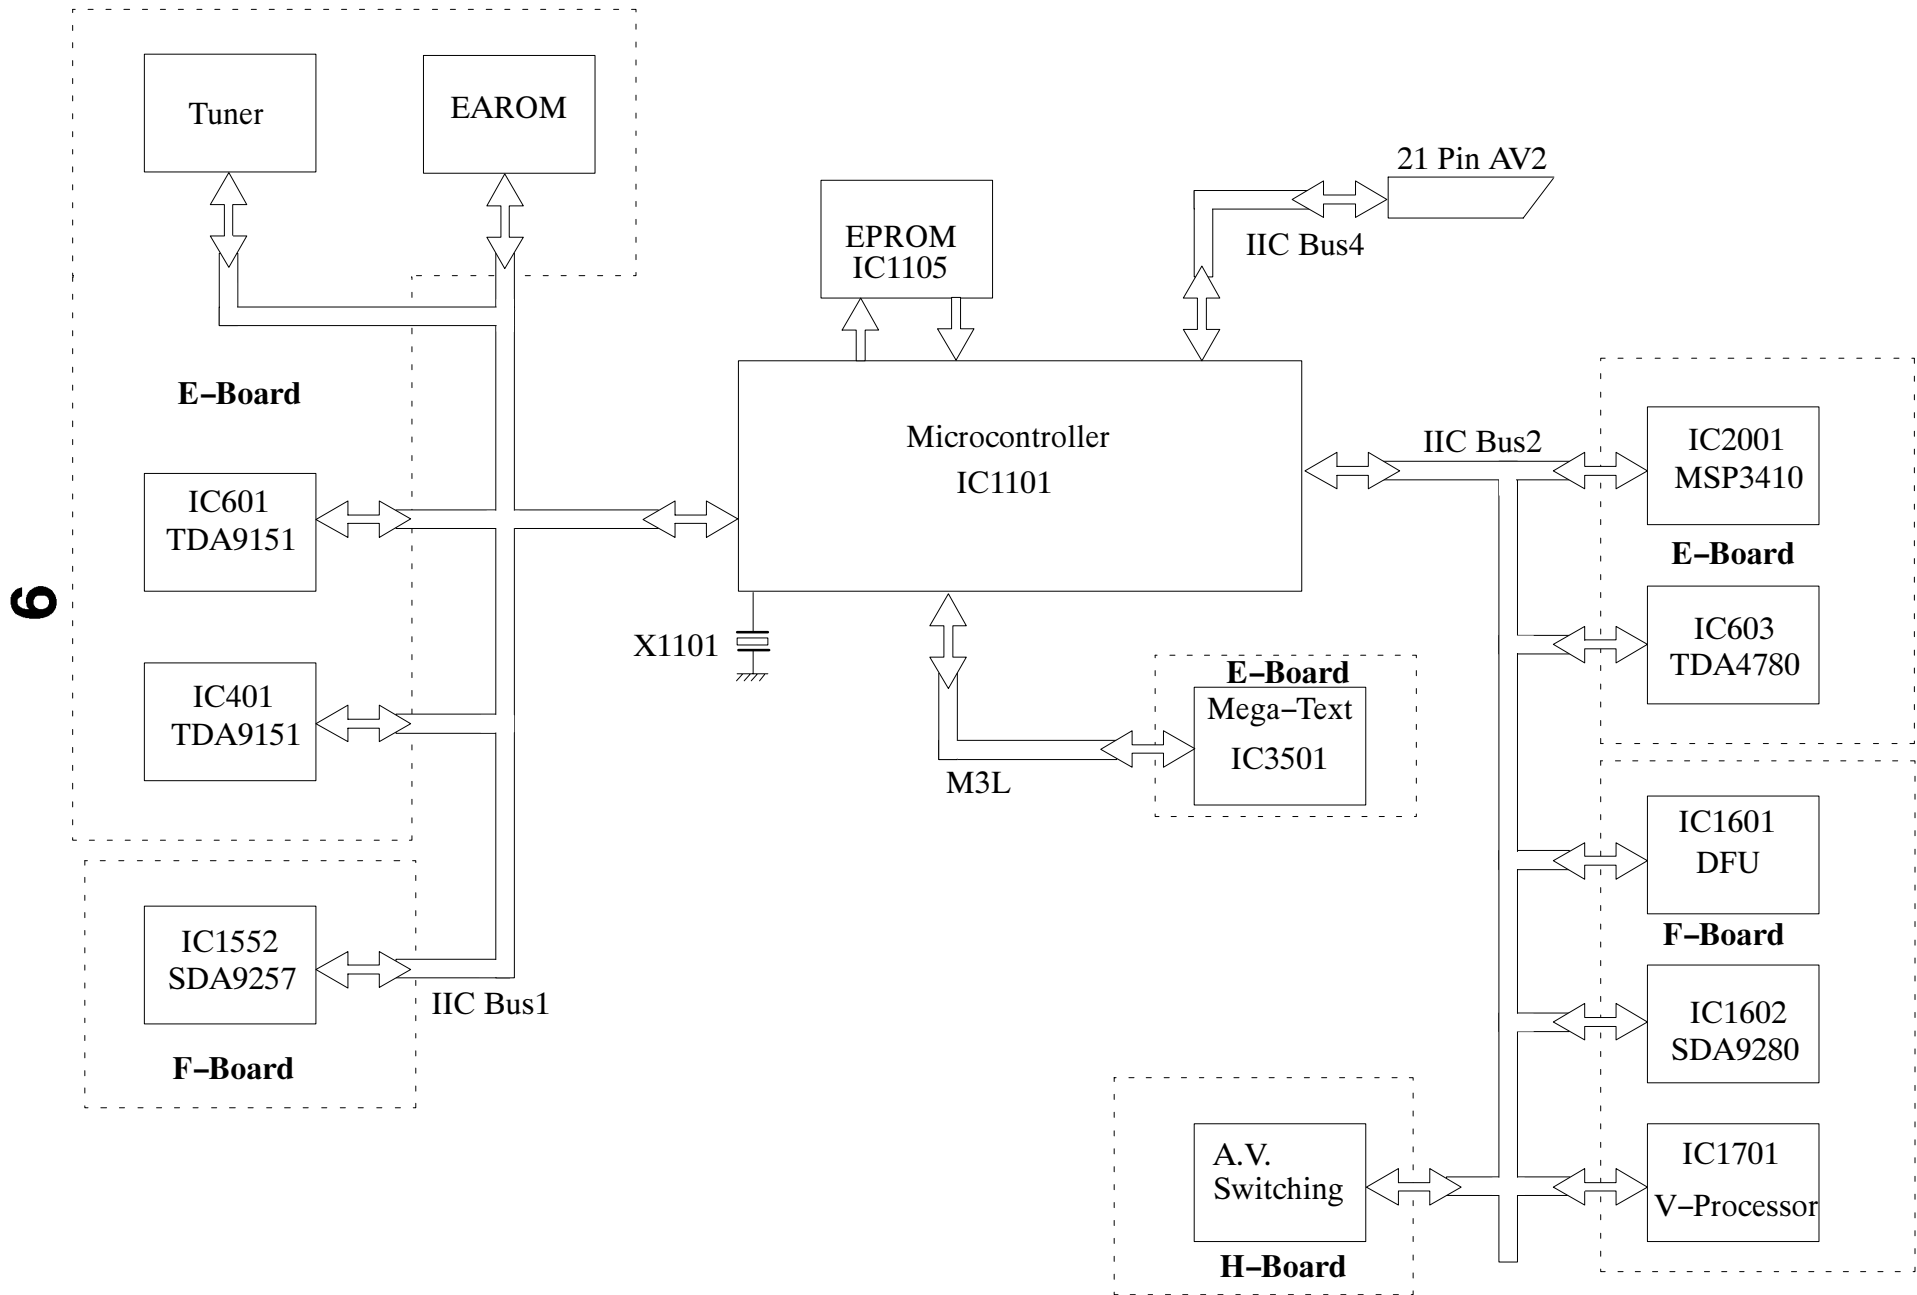 Tuner
EAROM
21 Pin AV2
EPROM
IC1105
IIC Bus4
E–Board
Microcontroller
IC1101
IIC Bus2
IC2001
MSP3410
E–Board
IC601
TDA9151
6
X1101
IC603
TDA4780
E–Board
Mega–Text
IC3501
M3L
IC401
TDA9151
IC1601
DFU
F–Board
IC1552
SDA9257
IIC Bus1
F–Board
IC1602
SDA9280
A.V.
Switching
H–Board
IC1701
V–Processor